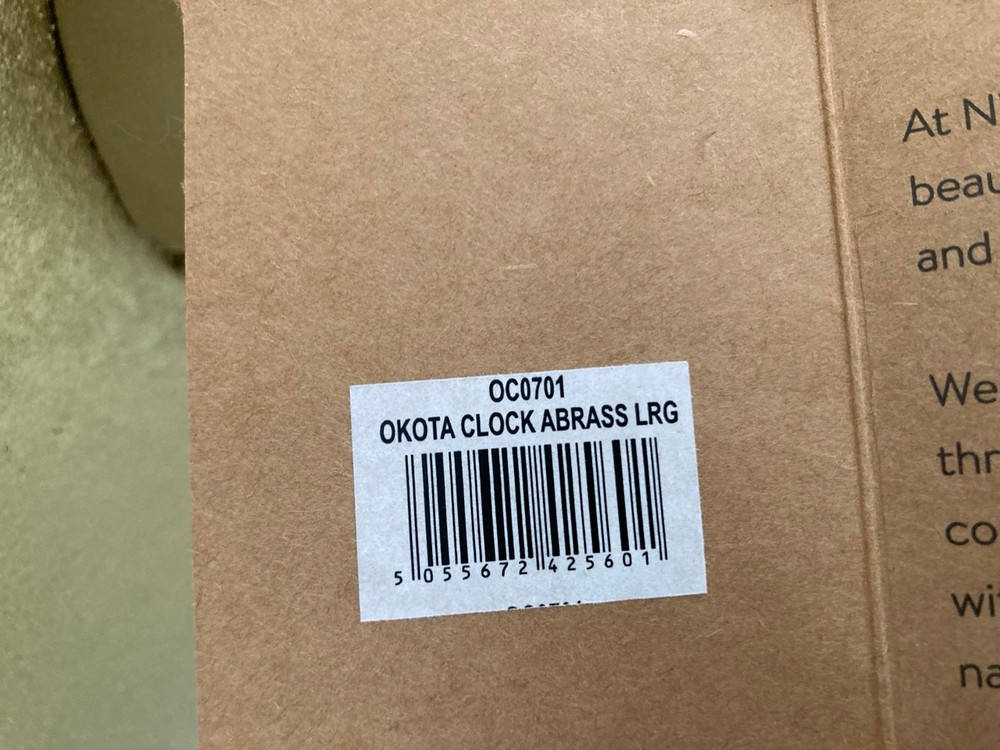 OC0701
OKOTA CLOCK ABRASS LRG
5 055672 425601
At N
beau
and
We
thr
co
wi
na